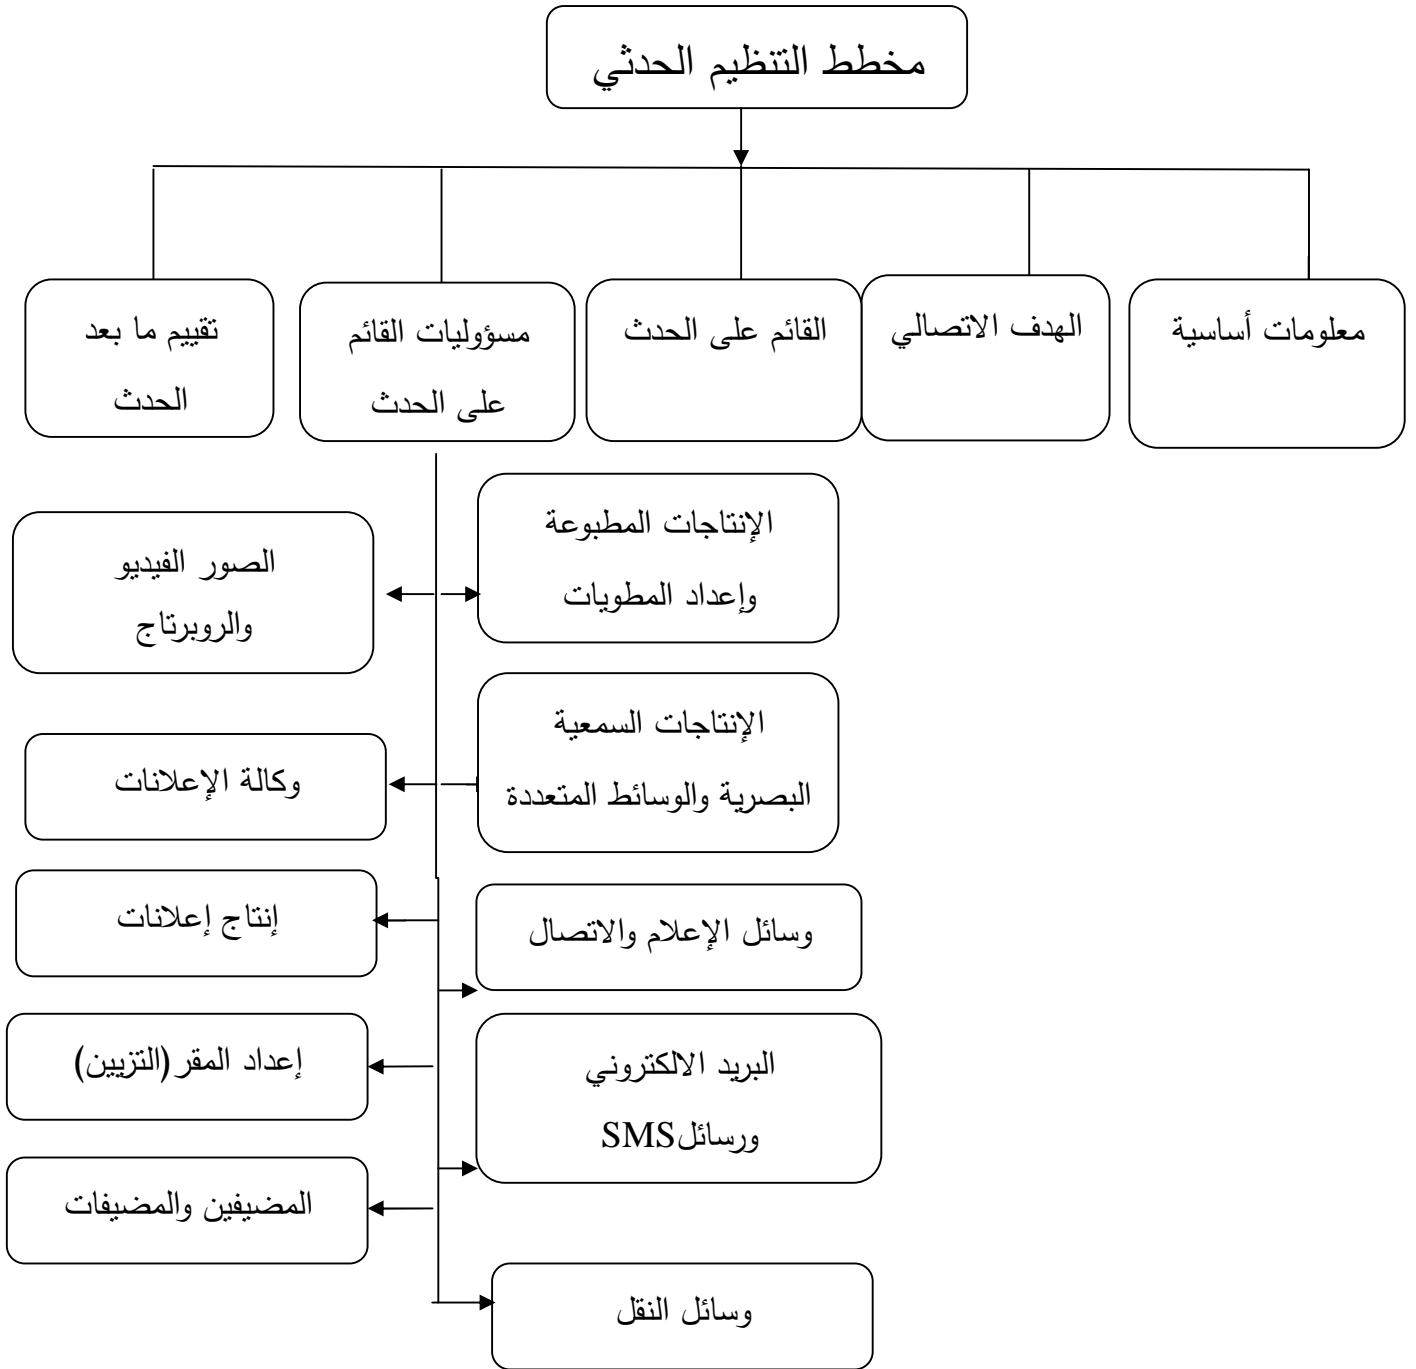 مخطط التنظيم الحدثي
معلومات أساسية
الهدف الاتصالي
القائم على الحدث
مسؤوليات القائم
على الحدث
تقييم ما بعد
الحدث
الإنتاجات المطبوعة
وإعداد المطويات
الصور الفيديو
والروبرتاج
الإنتاجات السمعية
البصرية والوسائط المتعددة
وكالة الإعلانات
وسائل الإعلام والاتصال
إنتاج إعلانات
البريد الالكتروني
ورسائل SMS
إعداد المقر (التزيين)
المضيفين والمضيفات
وسائل النقل